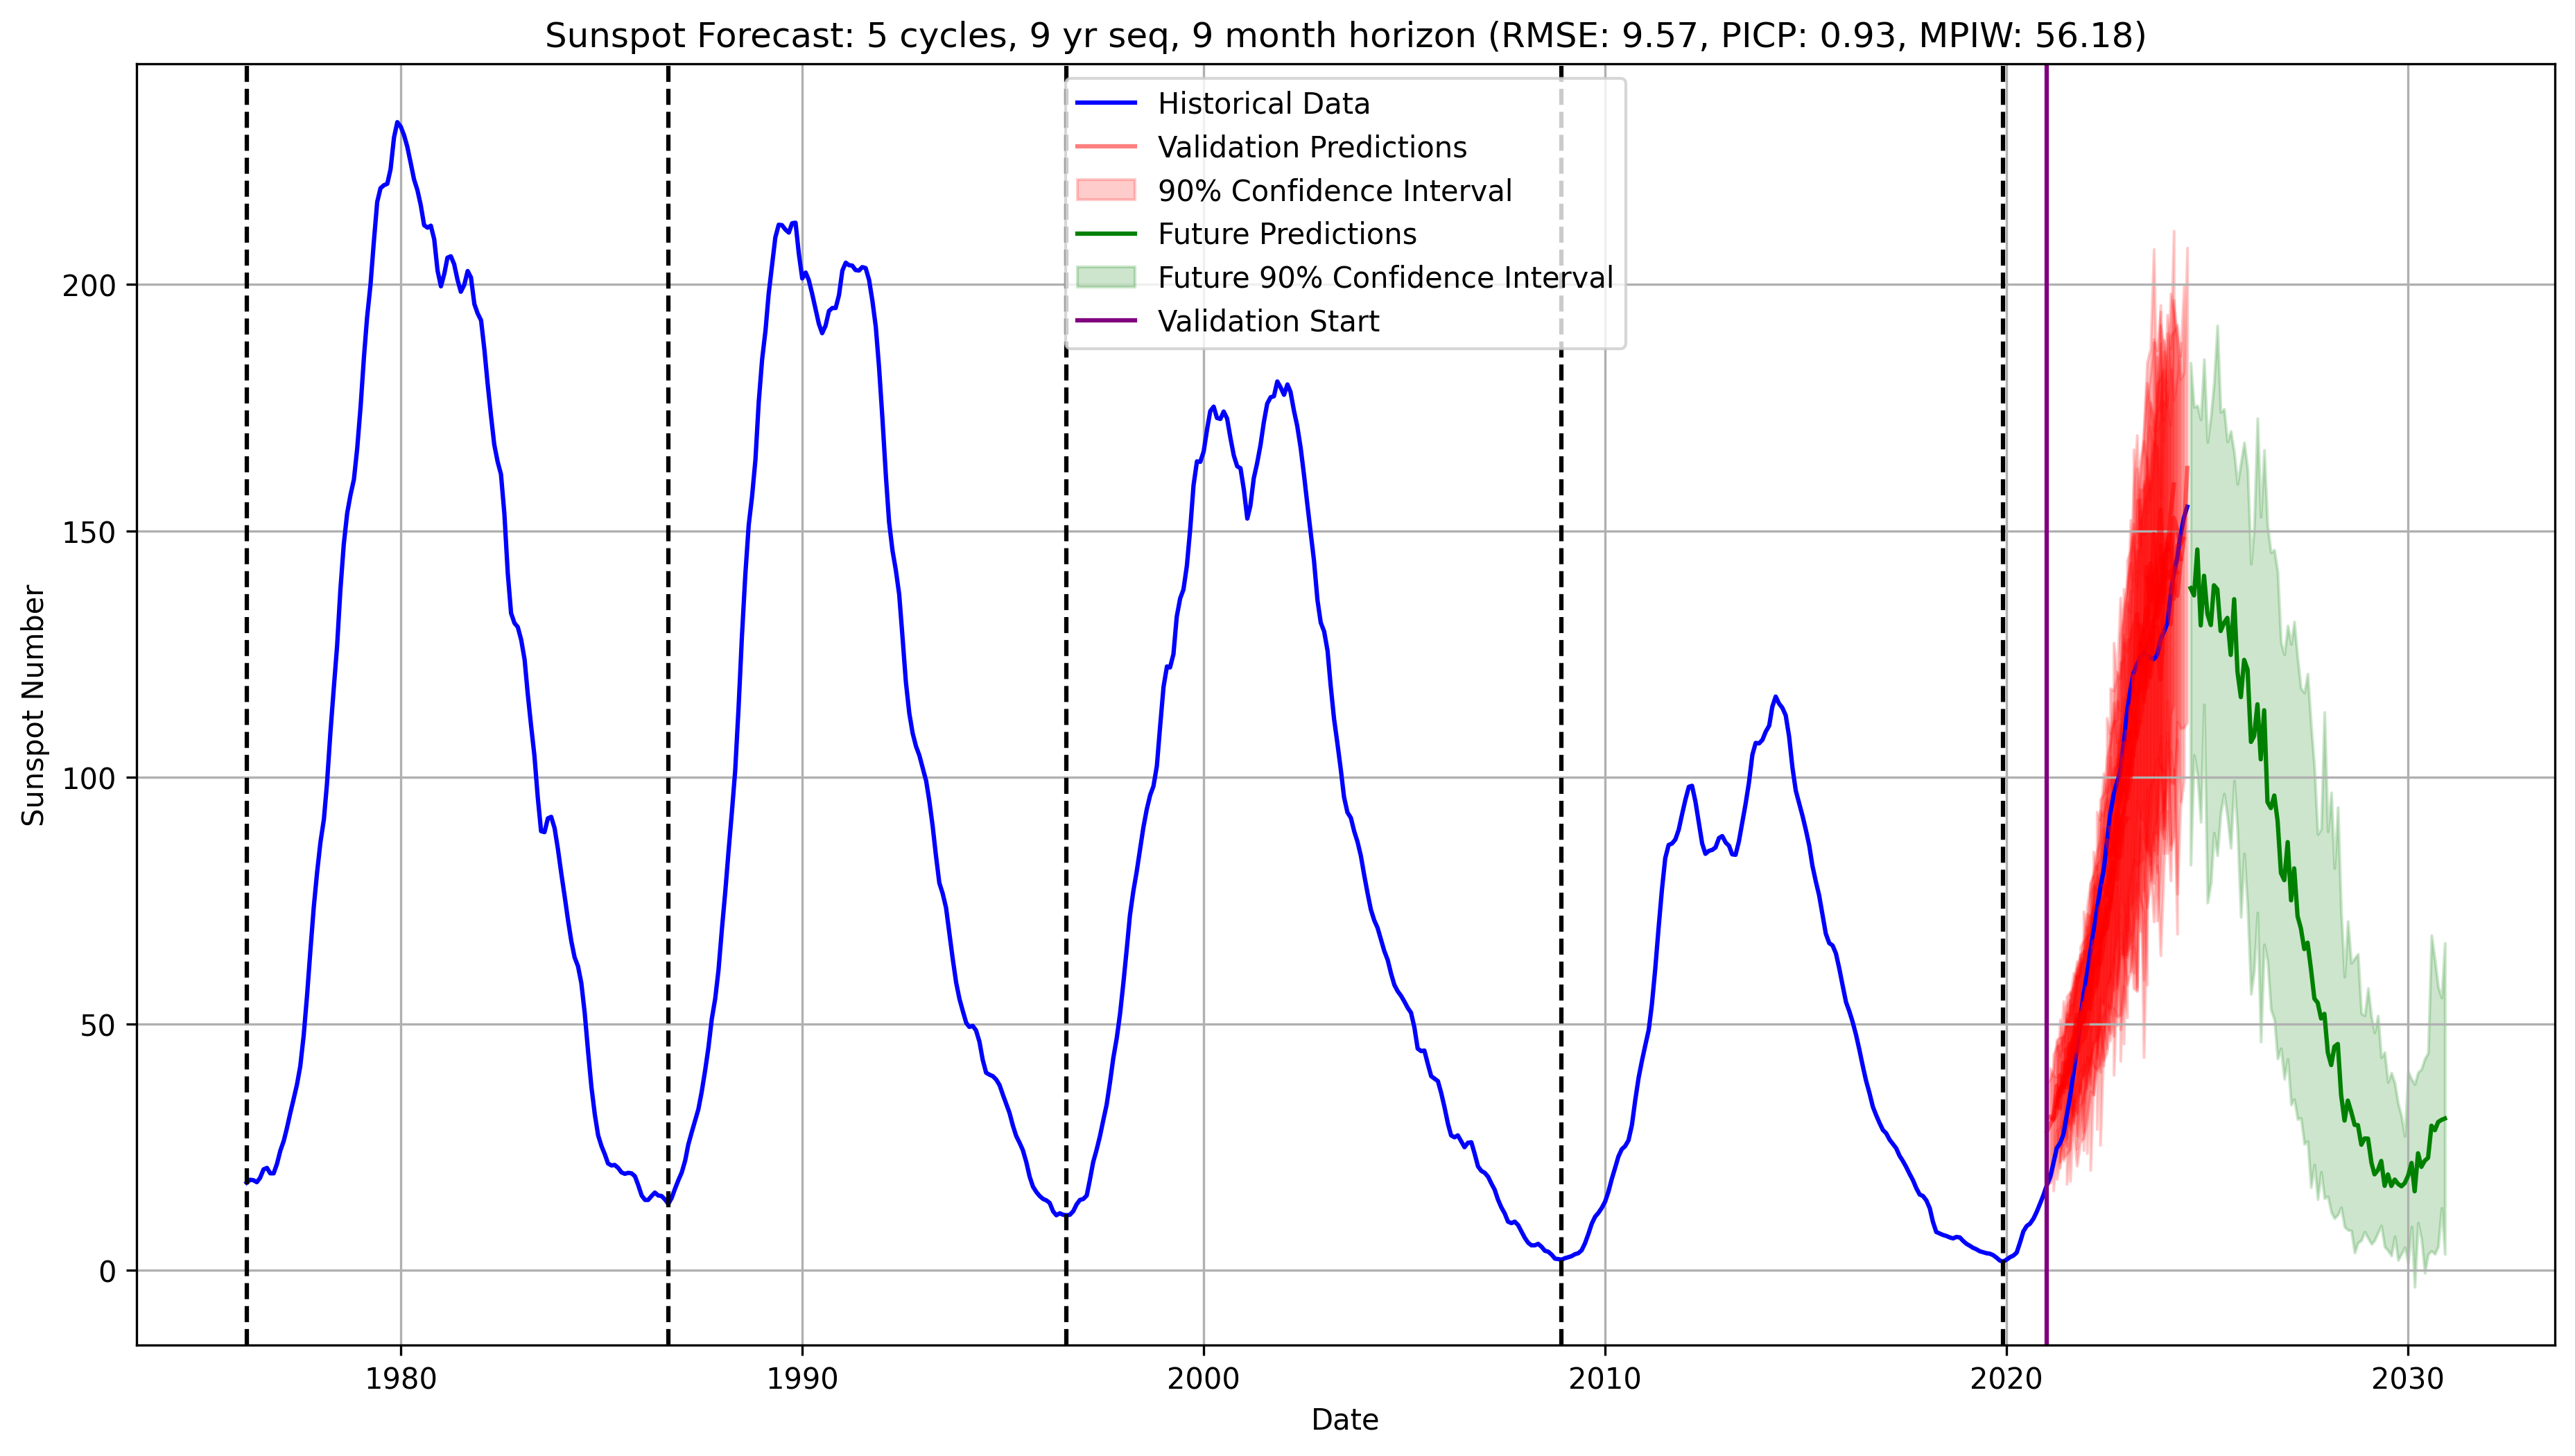 Sunspot Forecast: 5 cycles, 9 yr seq, 9 month horizon (RMSE: 9.57, PICP: 0.93, MPIW: 56.18)
Historical Data
Validation Predictions
90% Confidence Interval
Future Predictions
Future 90% Confidence Interval
Validation Start
Sunspot Number
200
150
100
50
0
1980
1990
2000
2010
2020
2030
Date